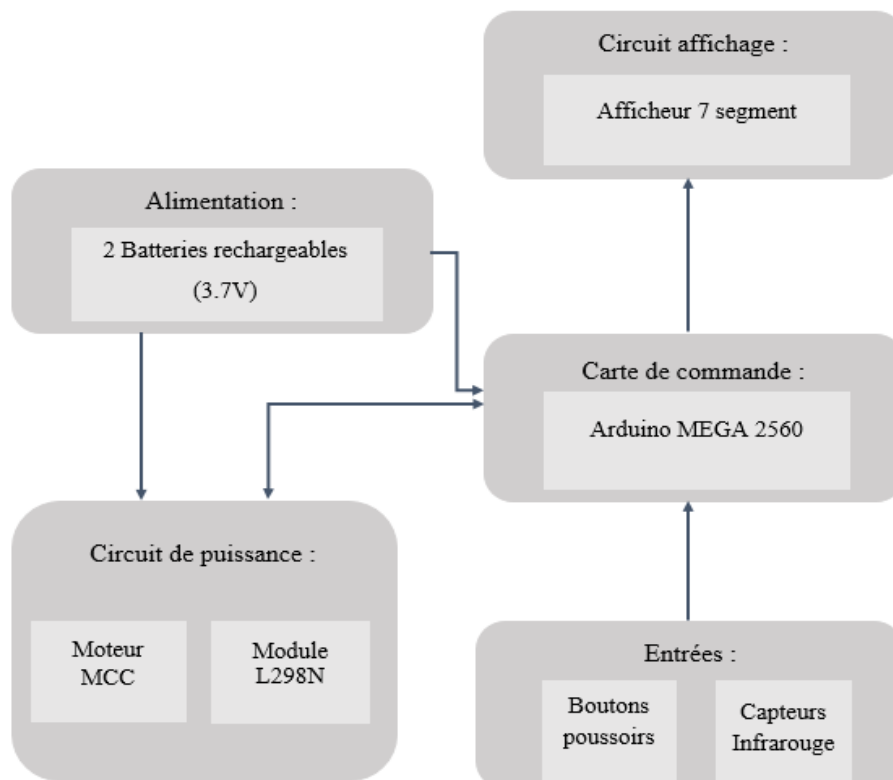 Circuit affichage :
Afficheur 7 segment
Alimentation :
2 Batteries rechargeables
(3.7V)
Carte de commande :
Arduino MEGA 2560
Circuit de puissance :
Moteur
MCC
Module
L298N
Entrées :
Boutons
poussoirs
Capteurs
Infrarouge